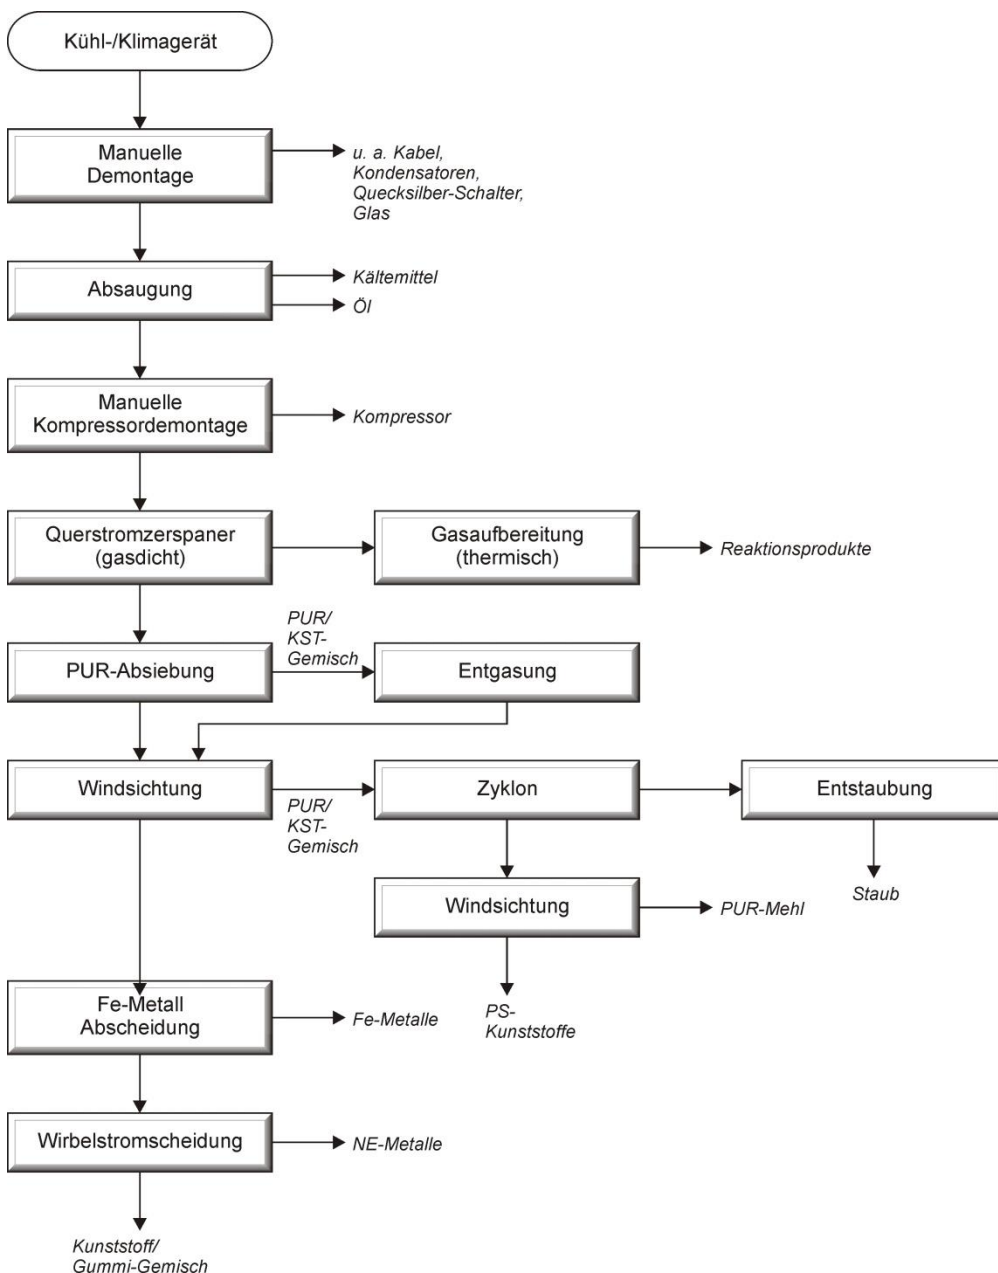 Kühl-/Klimagerät
Manuelle
Demontage
u. a. Kabel,
Kondensatoren,
Quecksilber-Schalter,
Glas
Absaugung
Kältemittel
Öl
Manuelle
Kompressordemontage
Kompressor
Querstromzerspaner
(gasdicht)
Gasaufbereitung
(thermisch)
Reaktionsprodukte
PUR-Absiebung
PUR/
KST-
Gemisch
Entgasung
Windsichtung
PUR/
KST-
Gemisch
Zyklon
Entstaubung
Staub
Windsichtung
PUR-Mehl
PS-
Kunststoffe
Fe-Metall
Abscheidung
Fe-Metalle
Wirbelstromscheidung
NE-Metalle
Kunststoff/
Gummi-Gemisch